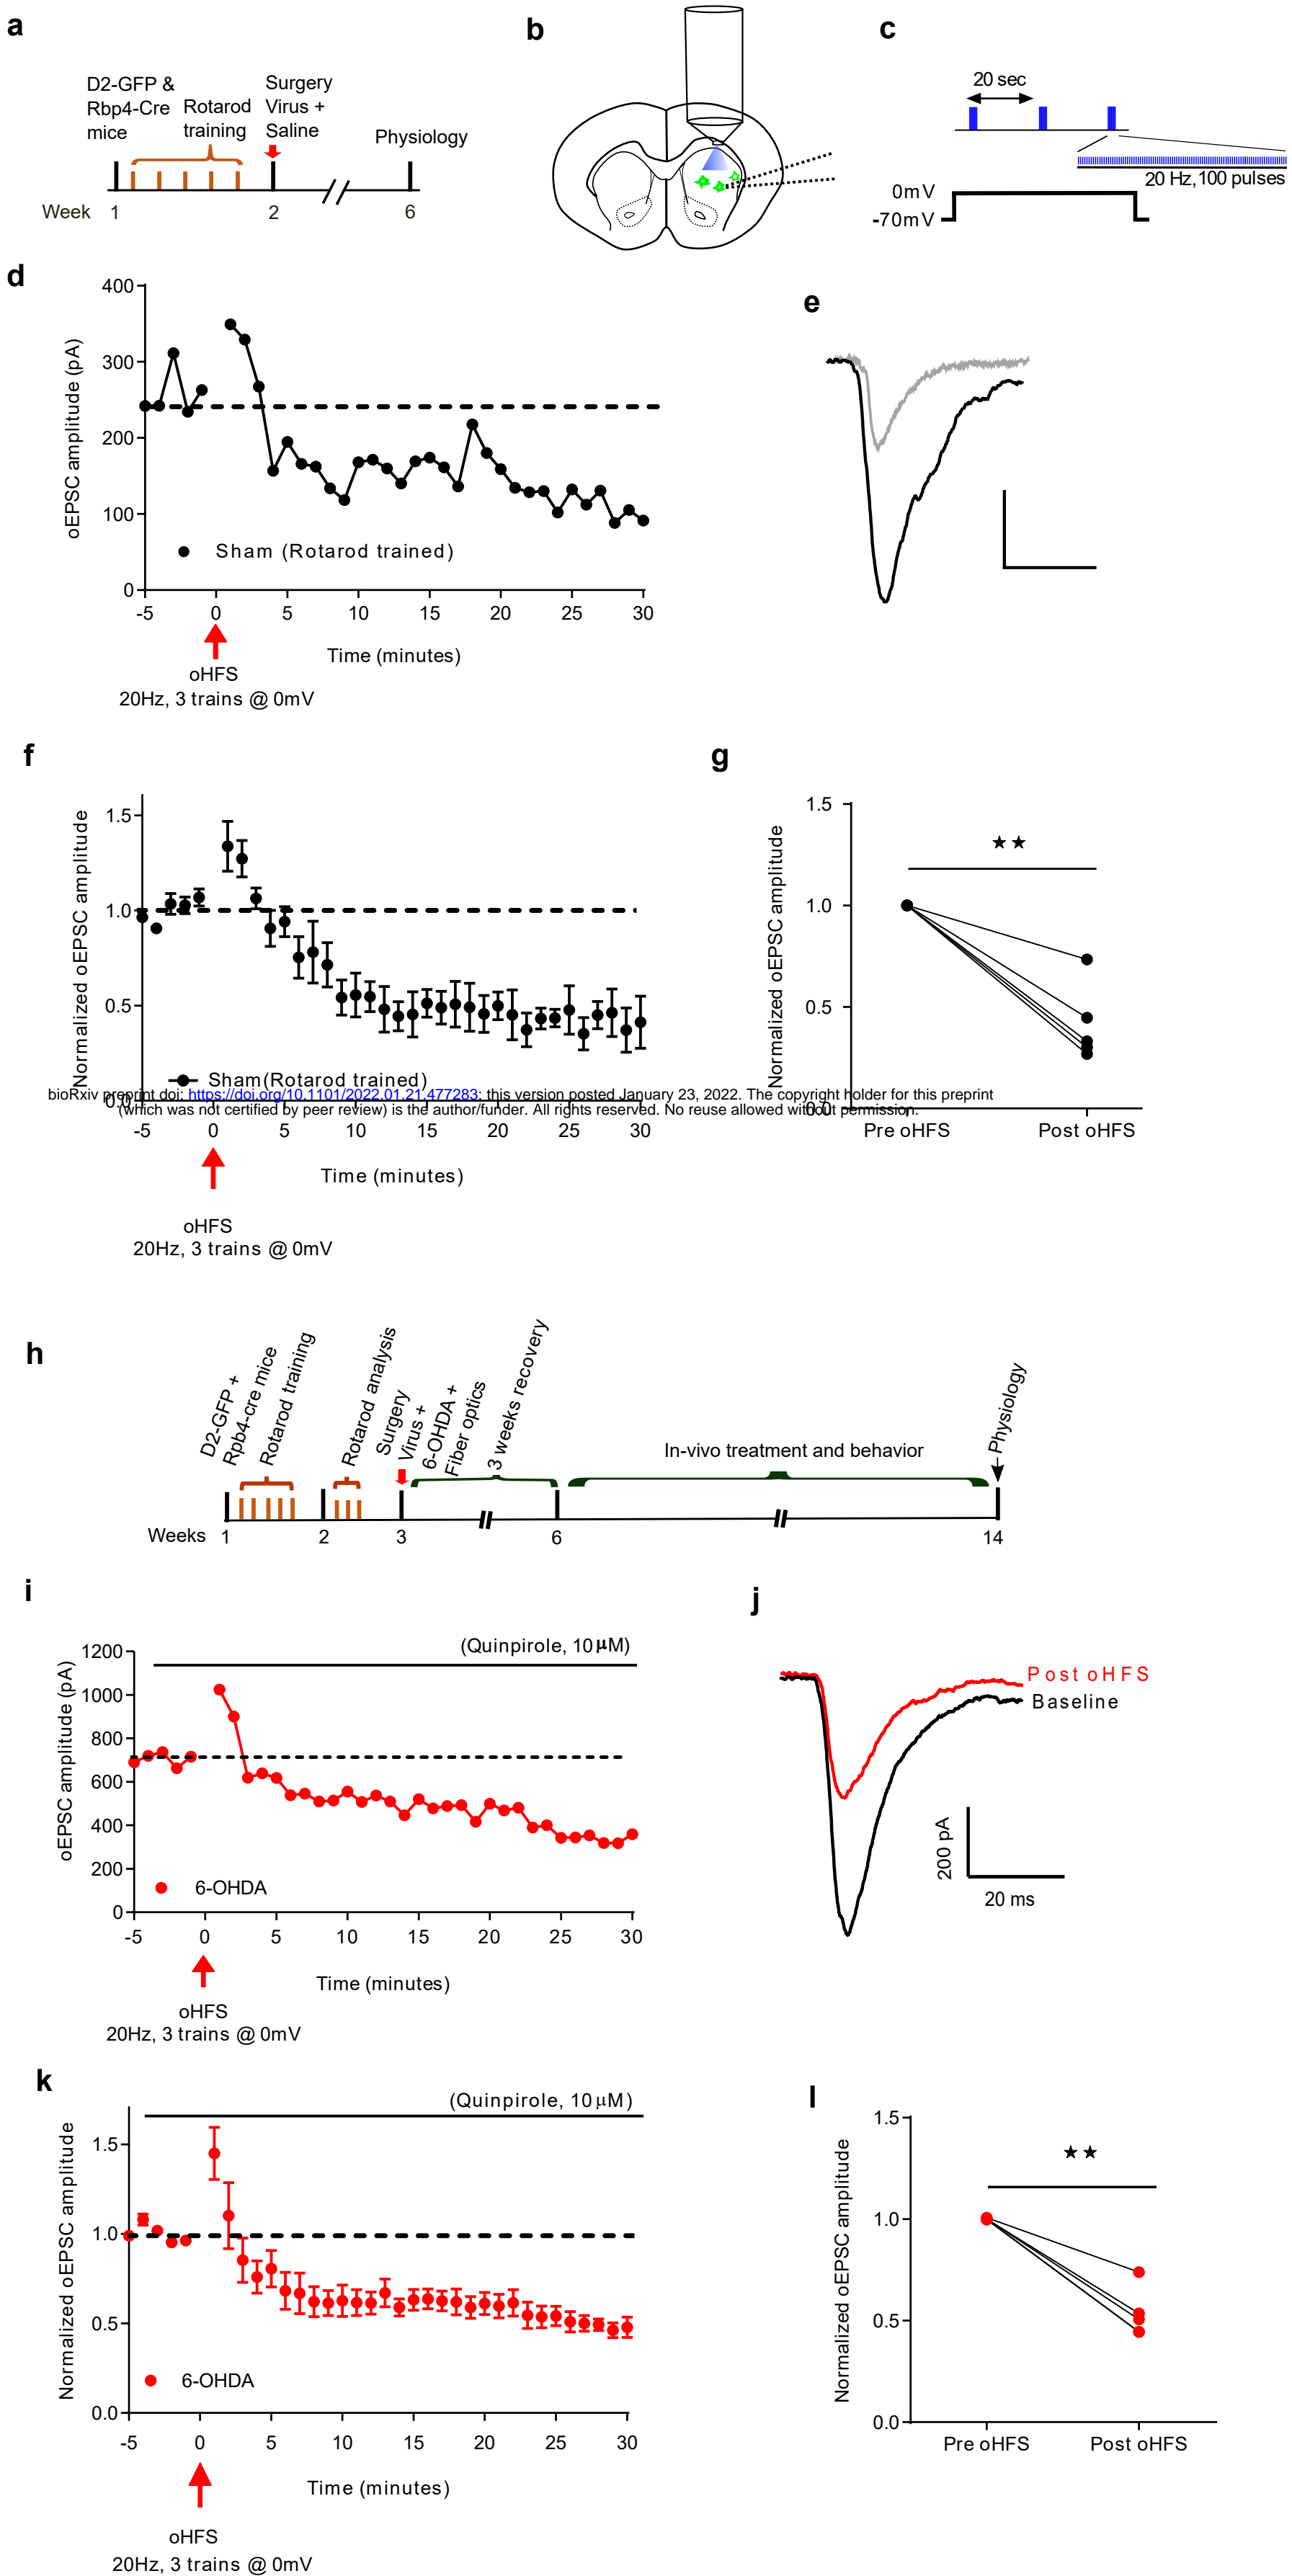 a
D2-GFP &
Rbp4-Cre
mice
Rotarod
training
Surgery
Virus +
Saline
Physiology
Week 1 2 6
b
c
20 sec
20 Hz, 100 pulses
0mV
-70mV
d
400
300
200
100
0
oEPSC amplitude (pA)
Sham (Rotarod trained)
-5 0 5 10 15 20 25 30
Time (minutes)
oHFS
20Hz, 3 trains @ 0mV
e
f
1.5
1.0
0.5
0.0
Normalized oEPSC amplitude
Sham(Rotarod trained)
-5 0 5 10 15 20 25 30
Time (minutes)
oHFS
20Hz, 3 trains @ 0mV
g
1.5
1.0
0.5
0.0
Normalized oEPSC amplitude
★ ★
Pre oHFS Post oHFS
bioRxiv preprint doi: https://doi.org/10.1101/2022.01.21.477283; this version posted January 23, 2022. The copyright holder for this preprint
(which was not certified by peer review) is the author/funder. All rights reserved. No reuse allowed without permission.
h
D2-GFP +
Rpb4-cre mice
Rotarod training
Rotarod analysis
Surgery
Virus +
6-OHDA +
Fiber optics
3 weeks recovery
In-vivo treatment and behavior
Physiology
Weeks 1 2 3 6 14
i
(Quinpirole, 10 μM)
1200
1000
800
600
400
200
0
oEPSC amplitude (pA)
6-OHDA
-5 0 5 10 15 20 25 30
Time (minutes)
oHFS
20Hz, 3 trains @ 0mV
j
Post oHFS
Baseline
200 pA
20 ms
k
(Quinpirole, 10 μM)
1.5
1.0
0.5
0.0
Normalized oEPSC amplitude
6-OHDA
-5 0 5 10 15 20 25 30
Time (minutes)
oHFS
20Hz, 3 trains @ 0mV
l
1.5
1.0
0.5
0.0
Normalized oEPSC amplitude
★ ★
Pre oHFS Post oHFS